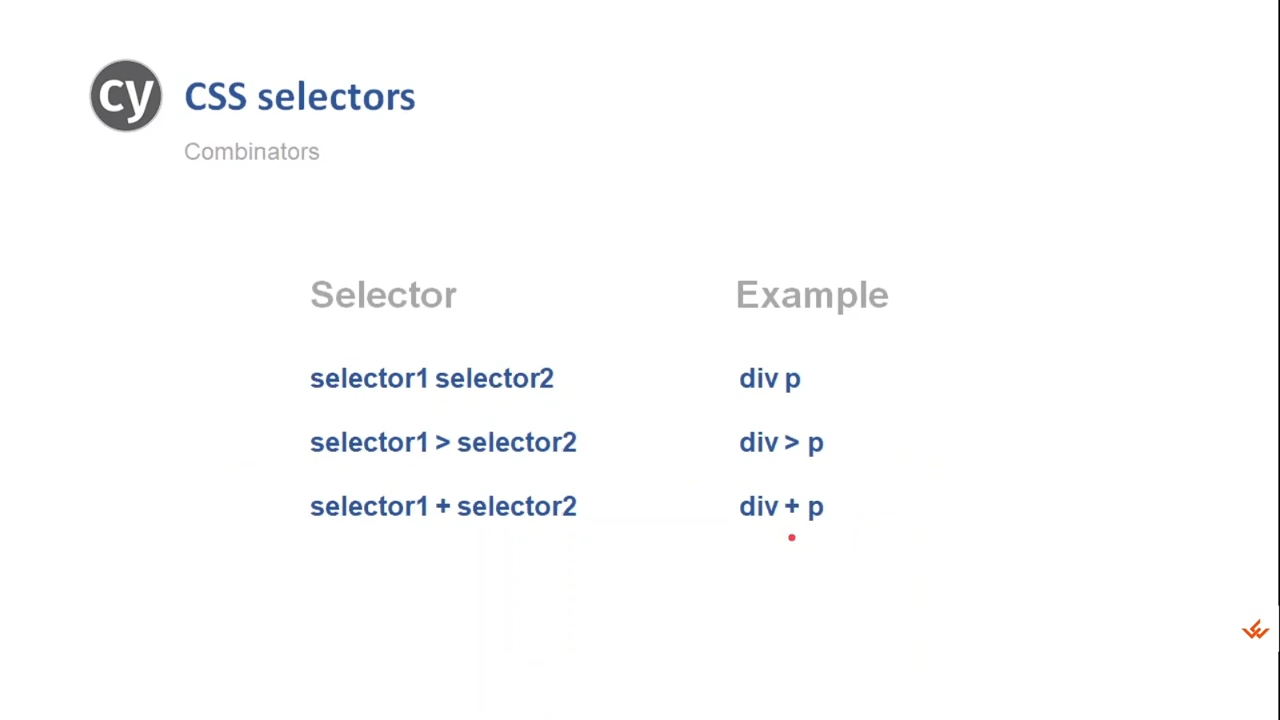 cy CSS selectors
Combinators
Selector Example
selector1 selector2 div p
selector1 > selector2 div > p
selector1 + selector2 div + p